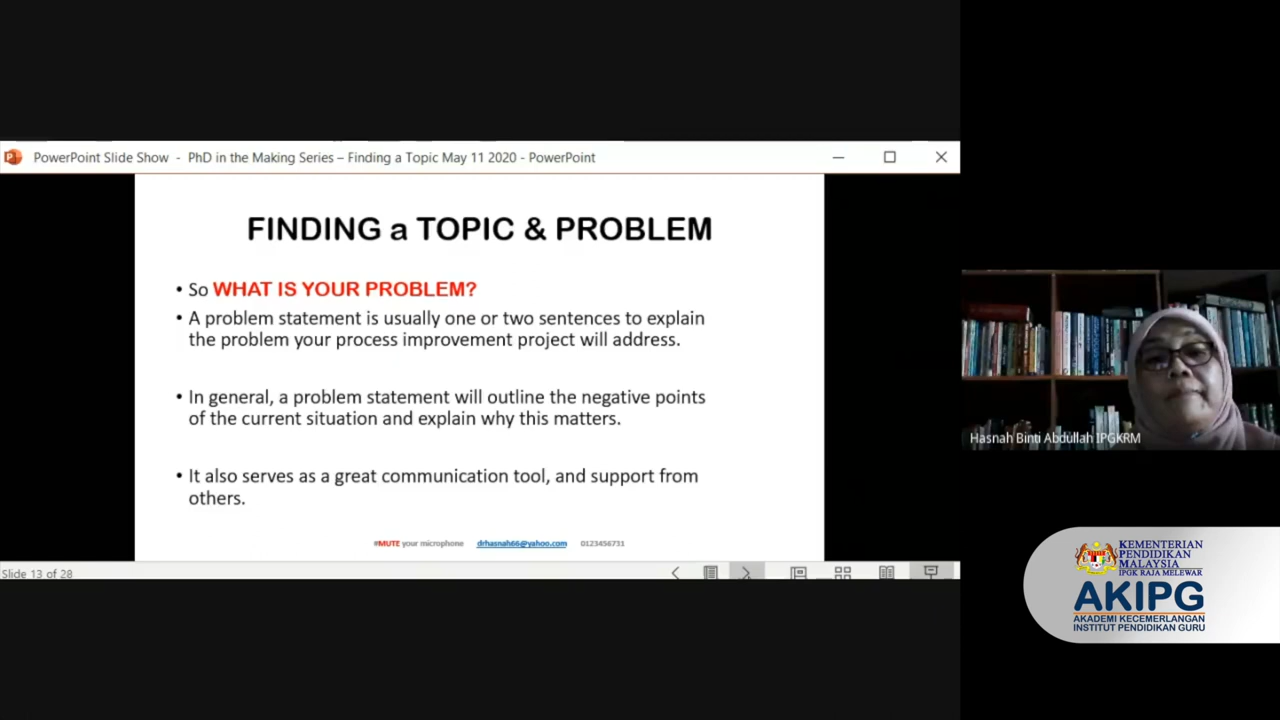 PowerPoint Slide Show - PhD in the Making Series – Finding a Topic May 11 2020 - PowerPoint
FINDING a TOPIC & PROBLEM
• So WHAT IS YOUR PROBLEM?
• A problem statement is usually one or two sentences to explain
the problem your process improvement project will address.
• In general, a problem statement will outline the negative points
of the current situation and explain why this matters.
• It also serves as a great communication tool, and support from
others.
#MUTE your microphone drhasnah66@yahoo.com 0123456731
Slide 13 of 28
Hasnah Binti Abdullah IPGKRM
KEMENTERIAN
PENDIDIKAN
MALAYSIA
IPGK RAJA MELEWAR
AKIPG
AKADEMI KECEMERLANGAN
INSTITUT PENDIDIKAN GURU